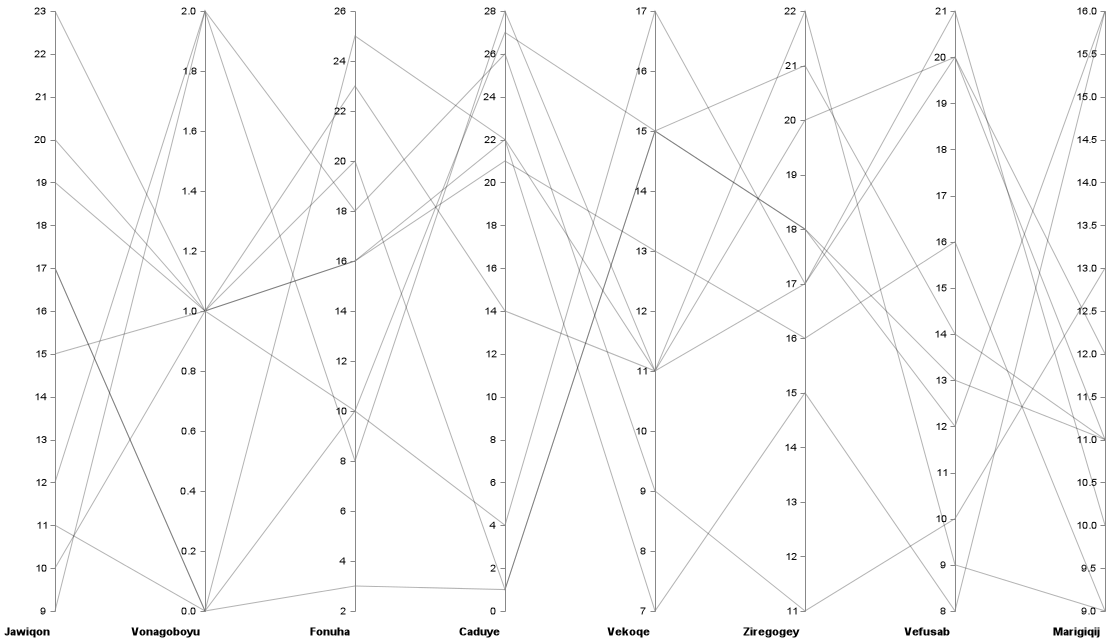 23 2.0 26 28 17 22 21 16.0
22 1.8 24 26 16 21 20 15.5
21 1.6 22 24 15 20 19 15.0
20 1.4 20 22 14 19 18 14.5
19 1.2 18 20 13 18 17 14.0
18 1.0 16 18 12 17 16 13.5
17 0.8 14 16 11 16 15 13.0
16 0.6 12 14 10 15 14 12.5
15 0.4 10 12 9 14 13 12.0
14 0.2 8 10 8 13 12 11.5
13 0.0 6 8 7 12 11 11.0
12 4 6 11 10 10.5
11 2 4 9 10.0
10 2 8 9.5
9 0 9.0
Jawiqon Vonagoboyu Fonuha Caduye Vekoqe Ziregogey Vefusab Marigiqij